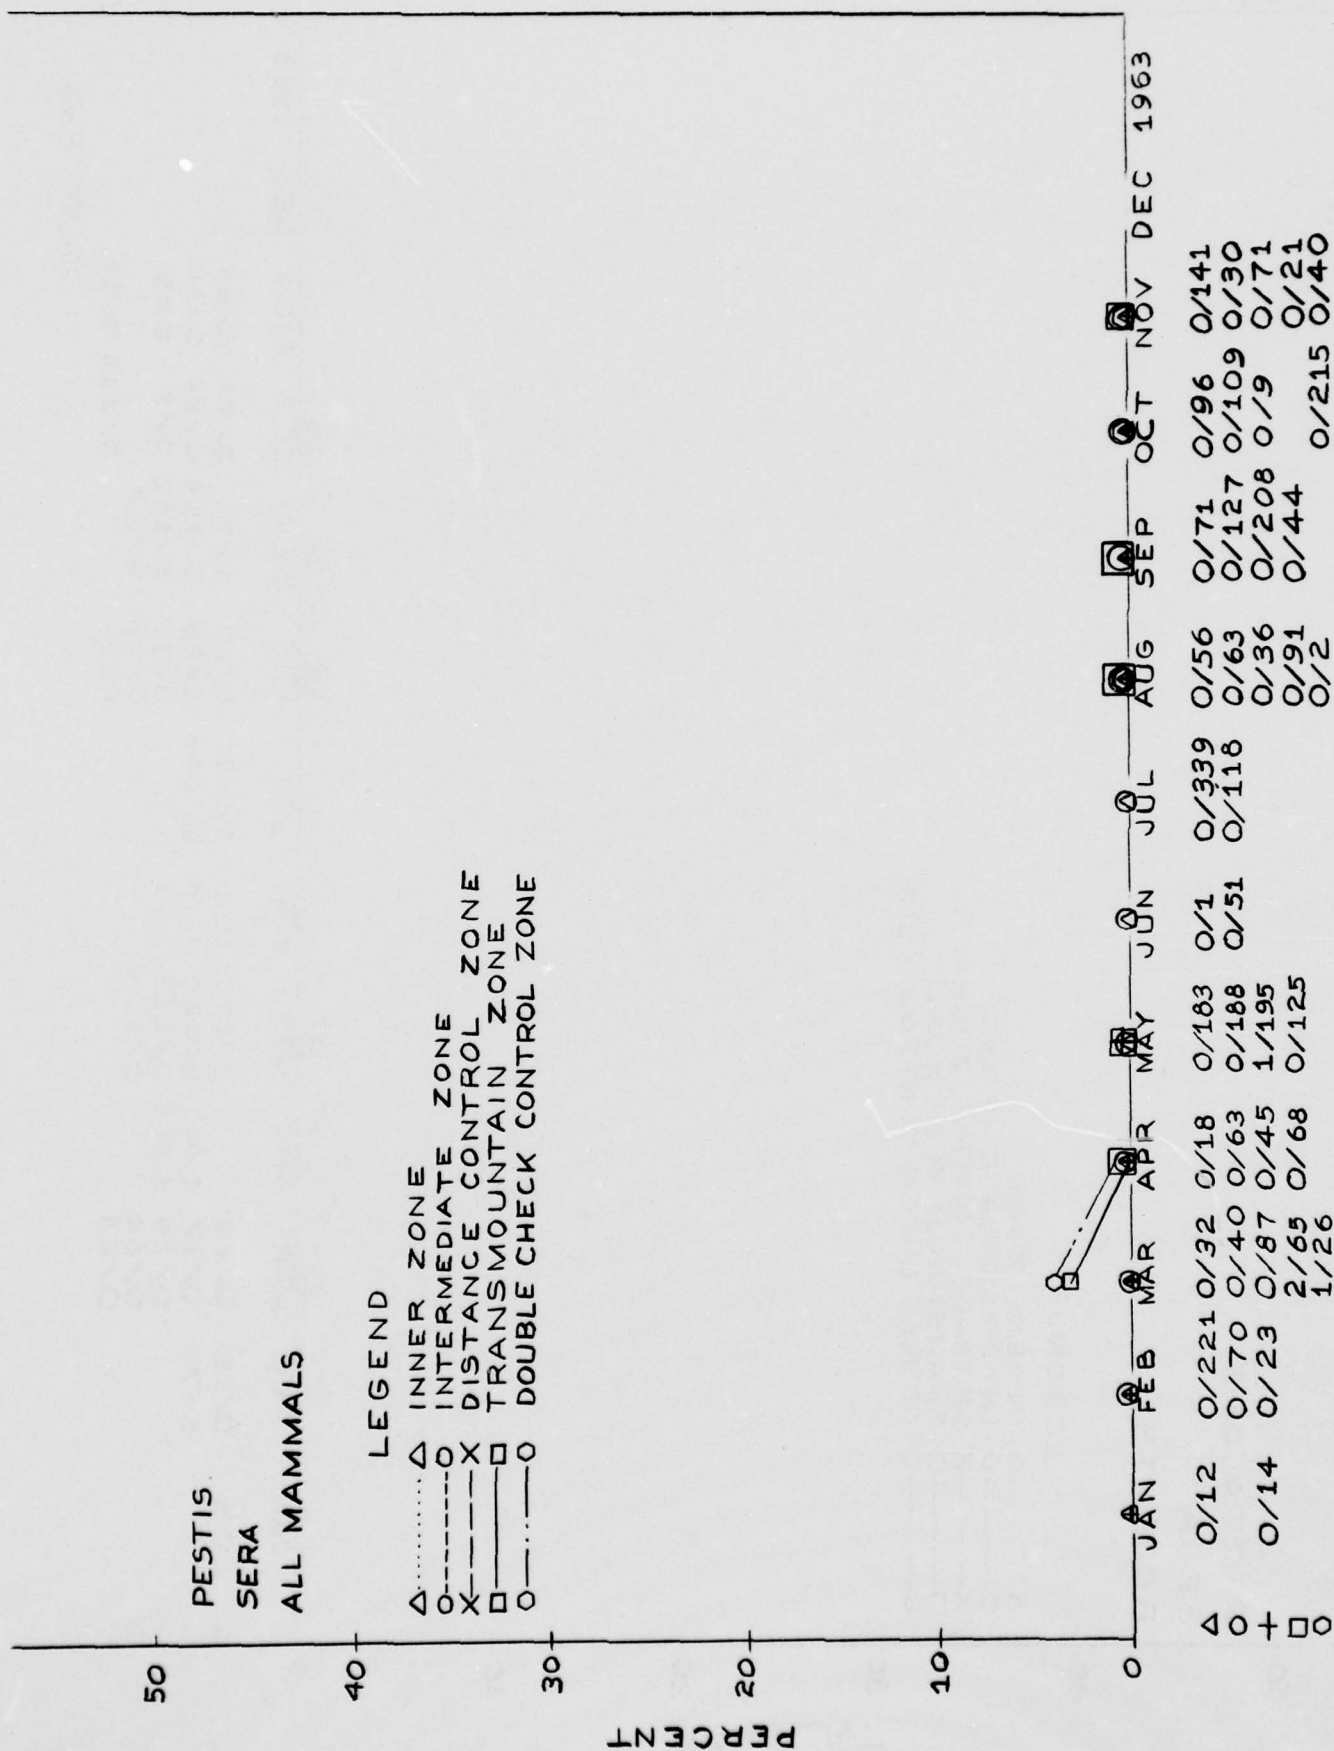 PESTIS
SERA
ALL MAMMALS
LEGEND
INNER ZONE
INTERMEDIATE ZONE
DISTANCE CONTROL ZONE
TRANSMOUNTAIN ZONE
DOUBLE CHECK CONTROL ZONE
PERCENT
50
40
30
20
10
0
JAN FEB MAR APR MAY JUN JUL AUG SEP OCT NOV DEC 1963
0/12 0/221 0/32 0/18 0/183 0/1 0/339 0/56 0/71 0/96 0/141
0/70 0/40 0/63 0/188 0/51 0/118 0/63 0/127 0/109 0/30
0/14 0/23 0/87 0/45 1/195 0/36 0/208 0/9 0/71
2/65 0/68 0/125 0/91 0/44 0/21
1/26 0/2 0/215 0/40